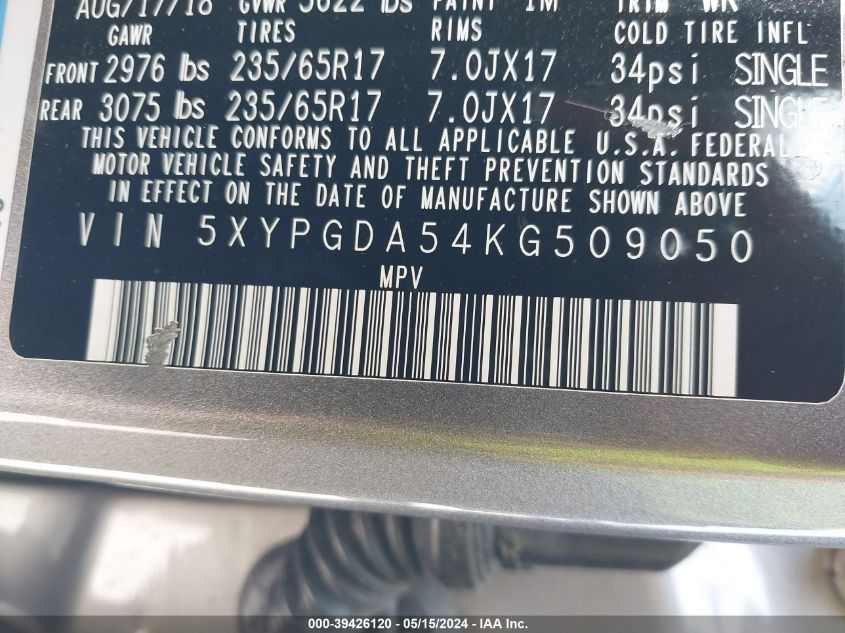 AUG/17/18 GVWR 5622 lbs PAINT 1M TRIM WK
GAWR TIRES RIMS COLD TIRE INFL
FRONT 2976 lbs 235/65R17 7.0JX17 34psi SINGLE
REAR 3075 lbs 235/65R17 7.0JX17 34psi SINGLE
THIS VEHICLE CONFORMS TO ALL APPLICABLE U.S.A. FEDERAL
MOTOR VEHICLE SAFETY AND THEFT PREVENTION STANDARDS
IN EFFECT ON THE DATE OF MANUFACTURE SHOWN ABOVE
VIN 5XYPGDA54KG509050
MPV
000-39426120 - 05/15/2024 - IAA Inc.